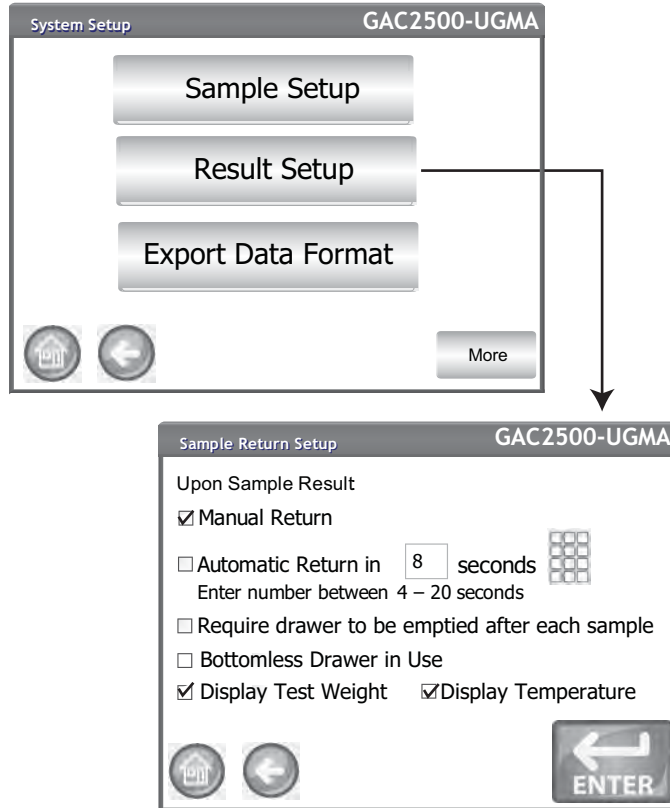 System Setup GAC2500-UGMA
Sample Setup
Result Setup
Export Data Format
More
Sample Return Setup GAC2500-UGMA
Upon Sample Result
Manual Return
Automatic Return in 8 seconds
Enter number between 4 – 20 seconds
Require drawer to be emptied after each sample
Bottomless Drawer in Use
Display Test Weight Display Temperature
ENTER